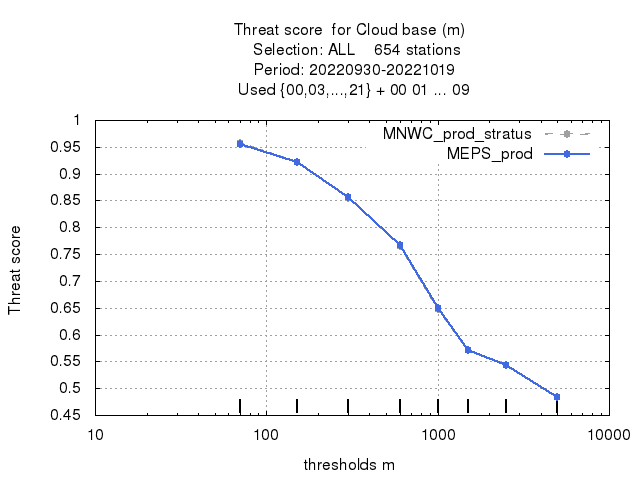 Threat score  for Cloud base (m)
Selection: ALL    654 stations
Period: 20220930-20221019
Used {00,03,...,21} + 00 01 ... 09
MNWC_prod_stratus
MEPS_prod
Threat score
1
0.95
0.9
0.85
0.8
0.75
0.7
0.65
0.6
0.55
0.5
0.45
10
100
1000
10000
thresholds m